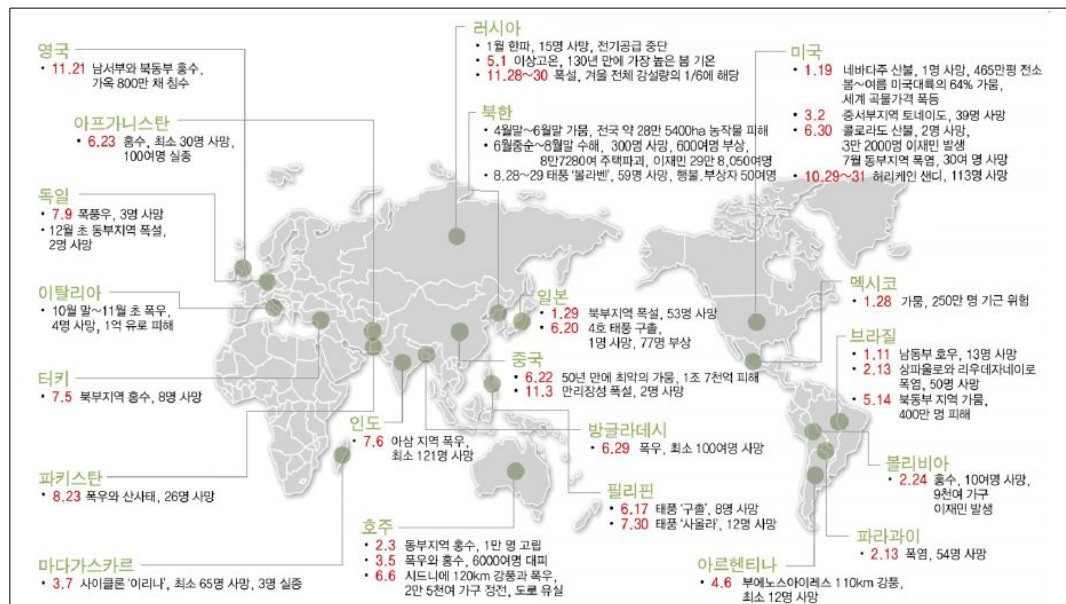 영국
• 11.21 남서부와 북동부 홍수,
가옥 800만 채 침수
아프가니스탄
• 6.23 홍수, 최소 30명 사망,
100여명 실종
독일
• 7.9 폭풍우, 3명 사망
• 12월 초 동부지역 폭설,
2명 사망
이탈리아
• 10월 말~11월 초 폭우,
4명 사망, 1억 유로 피해
터키
• 7.5 북부지역 홍수, 8명 사망
파키스탄
• 8.23 폭우와 산사태, 26명 사망
마다가스카르
• 3.7 사이클론 '이리나', 최소 65명 사망, 3명 실종
러시아
• 1월 한파, 15명 사망, 전기공급 중단
• 5.1 이상고온, 130년 만에 가장 높은 봄 기온
• 11.28~30 폭설, 겨울 전체 강설량의 1/6에 해당
북한
• 4월말~6월말 가뭄, 전국 약 28만 5400ha 농작물 피해
• 6월중순~8월말 수해, 300명 사망, 600여명 부상,
8만7280여 주택파괴, 이재민 29만 8,050여명
• 8.28~29 태풍 '볼라벤', 59명 사망, 행불.부상자 50여명
일본
• 1.29 북부지역 폭설, 53명 사망
• 6.20 4호 태풍 구촐,
1명 사망, 77명 부상
중국
• 6.22 50년 만에 최악의 가뭄, 1조 7천억 피해
• 11.3 만리장성 폭설, 2명 사망
인도
• 7.6 아삼 지역 폭우,
최소 121명 사망
방글라데시
• 6.29 폭우, 최소 100여명 사망
필리핀
• 6.17 태풍 '구촐', 8명 사망
• 7.30 태풍 '사올라', 12명 사망
호주
• 2.3 동부지역 홍수, 1만 명 고립
• 3.5 폭우와 홍수, 6000여명 대피
• 6.6 시드니에 120km 강풍과 폭우,
2만 5천여 가구 정전, 도로 유실
미국
• 1.19 네바다주 산불, 1명 사망, 465만평 전소
봄~여름 미국대륙의 64% 가뭄,
세계 곡물가격 폭등
• 3.2 중서부지역 토네이도, 39명 사망
• 6.30 콜로라도 산불, 2명 사망,
3만 2000명 이재민 발생
7월 동부지역 폭염, 30여 명 사망
• 10.29~31 허리케인 샌디, 113명 사망
멕시코
• 1.28 가뭄, 250만 명 기근 위험
브라질
• 1.11 남동부 호우, 13명 사망
• 2.13 상파울로와 리우데자네이로
폭염, 50명 사망
• 5.14 북동부 지역 가뭄,
400만 명 피해
볼리비아
• 2.24 홍수, 10여명 사망,
9천여 가구
이재민 발생
파라과이
• 2.13 폭염, 54명 사망
아르헨티나
• 4.6 부에노스아이레스 110km 강풍,
최소 12명 사망